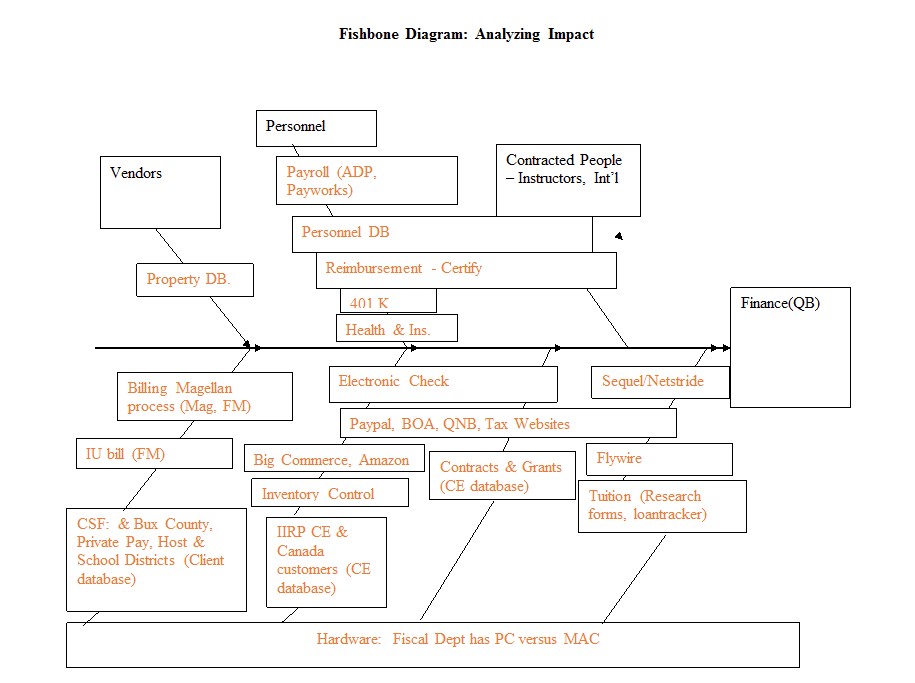 Fishbone Diagram: Analyzing Impact
Personnel
Vendors
Payroll (ADP,
Payworks)
Contracted People
– Instructors, Int’l
Personnel DB
Property DB.
Reimbursement - Certify
401 K
Health & Ins.
Finance(QB)
Billing Magellan
process (Mag, FM)
Electronic Check
Sequel/Netstride
Paypal, BOA, QNB, Tax Websites
IU bill (FM)
Big Commerce, Amazon
Contracts & Grants
(CE database)
Flywire
Inventory Control
Tuition (Research
forms, loantracker)
CSF: & Bux County,
Private Pay, Host &
School Districts (Client
database)
IIRP CE &
Canada
customers (CE
database)
Hardware: Fiscal Dept has PC versus MAC